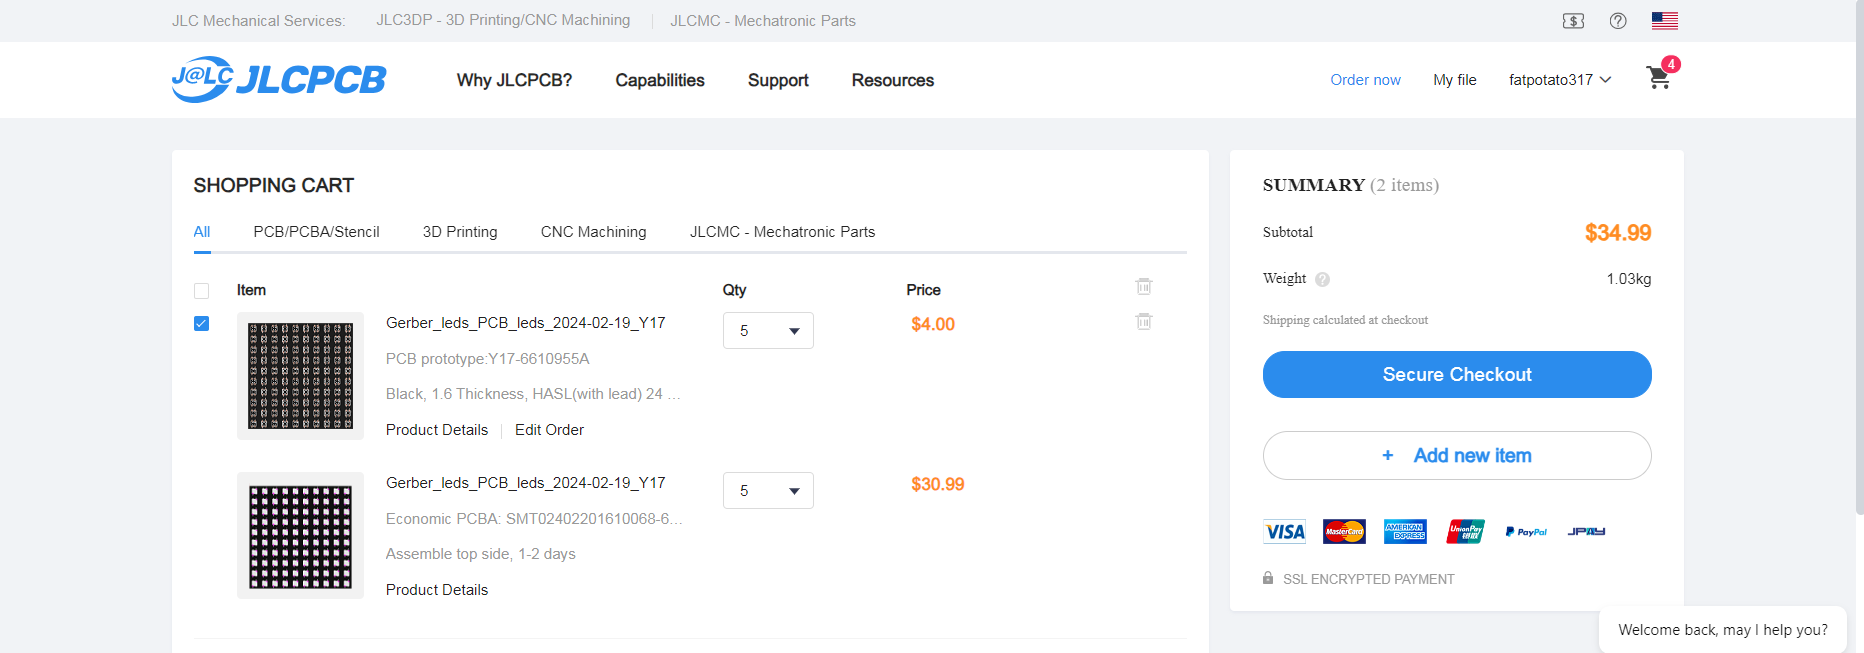 JLC Mechanical Services: JLC3DP - 3D Printing/CNC Machining JLCMC - Mechatronic Parts
J@LC JLCPCB Why JLCPCB? Capabilities Support Resources Order now My file fatpotato317 4
SHOPPING CART
All PCB/PCBA/Stencil 3D Printing CNC Machining JLCMC - Mechatronic Parts
Item Qty Price
Gerber_leds_PCB_leds_2024-02-19_Y17 5 $4.00
PCB prototype:Y17-6610955A
Black, 1.6 Thickness, HASL(with lead) 24 ...
Product Details Edit Order
Gerber_leds_PCB_leds_2024-02-19_Y17 5 $30.99
Economic PCBA: SMT02402201610068-6...
Assemble top side, 1-2 days
Product Details
SUMMARY (2 items)
Subtotal $34.99
Weight ? 1.03kg
Shipping calculated at checkout
Secure Checkout
+ Add new item
VISA MasterCard AMERICAN EXPRESS UnionPay PayPal JPAY
SSL ENCRYPTED PAYMENT
Welcome back, may I help you?